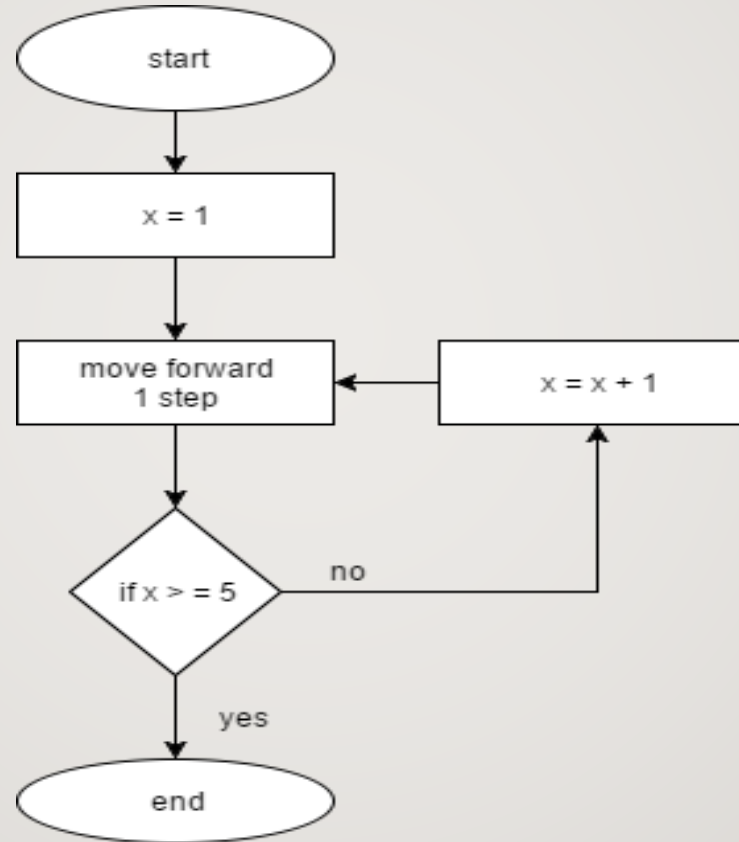 start
x = 1
move forward
1 step
x = x + 1
if x > = 5
no
yes
end